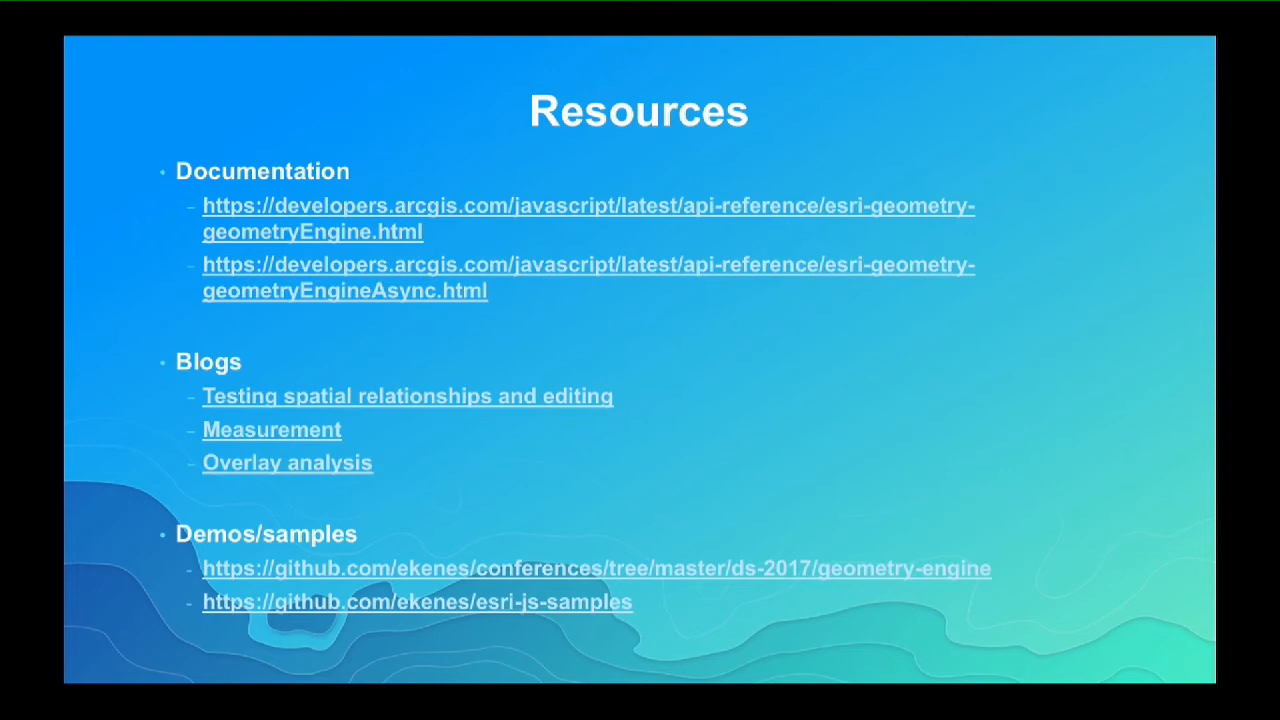 Resources
• Documentation
– https://developers.arcgis.com/javascript/latest/api-reference/esri-geometry-
geometryEngine.html
– https://developers.arcgis.com/javascript/latest/api-reference/esri-geometry-
geometryEngineAsync.html
• Blogs
– Testing spatial relationships and editing
– Measurement
– Overlay analysis
• Demos/samples
- https://github.com/ekenes/conferences/tree/master/ds-2017/geometry-engine
- https://github.com/ekenes/esri-js-samples